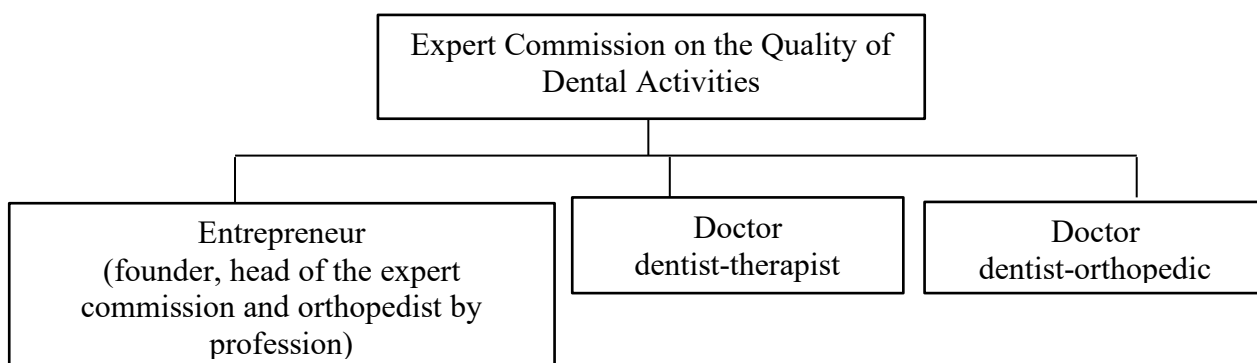 Expert Commission on the Quality of
Dental Activities
Entrepreneur
(founder, head of the expert
commission and orthopedist by
profession)
Doctor
dentist-therapist
Doctor
dentist-orthopedic